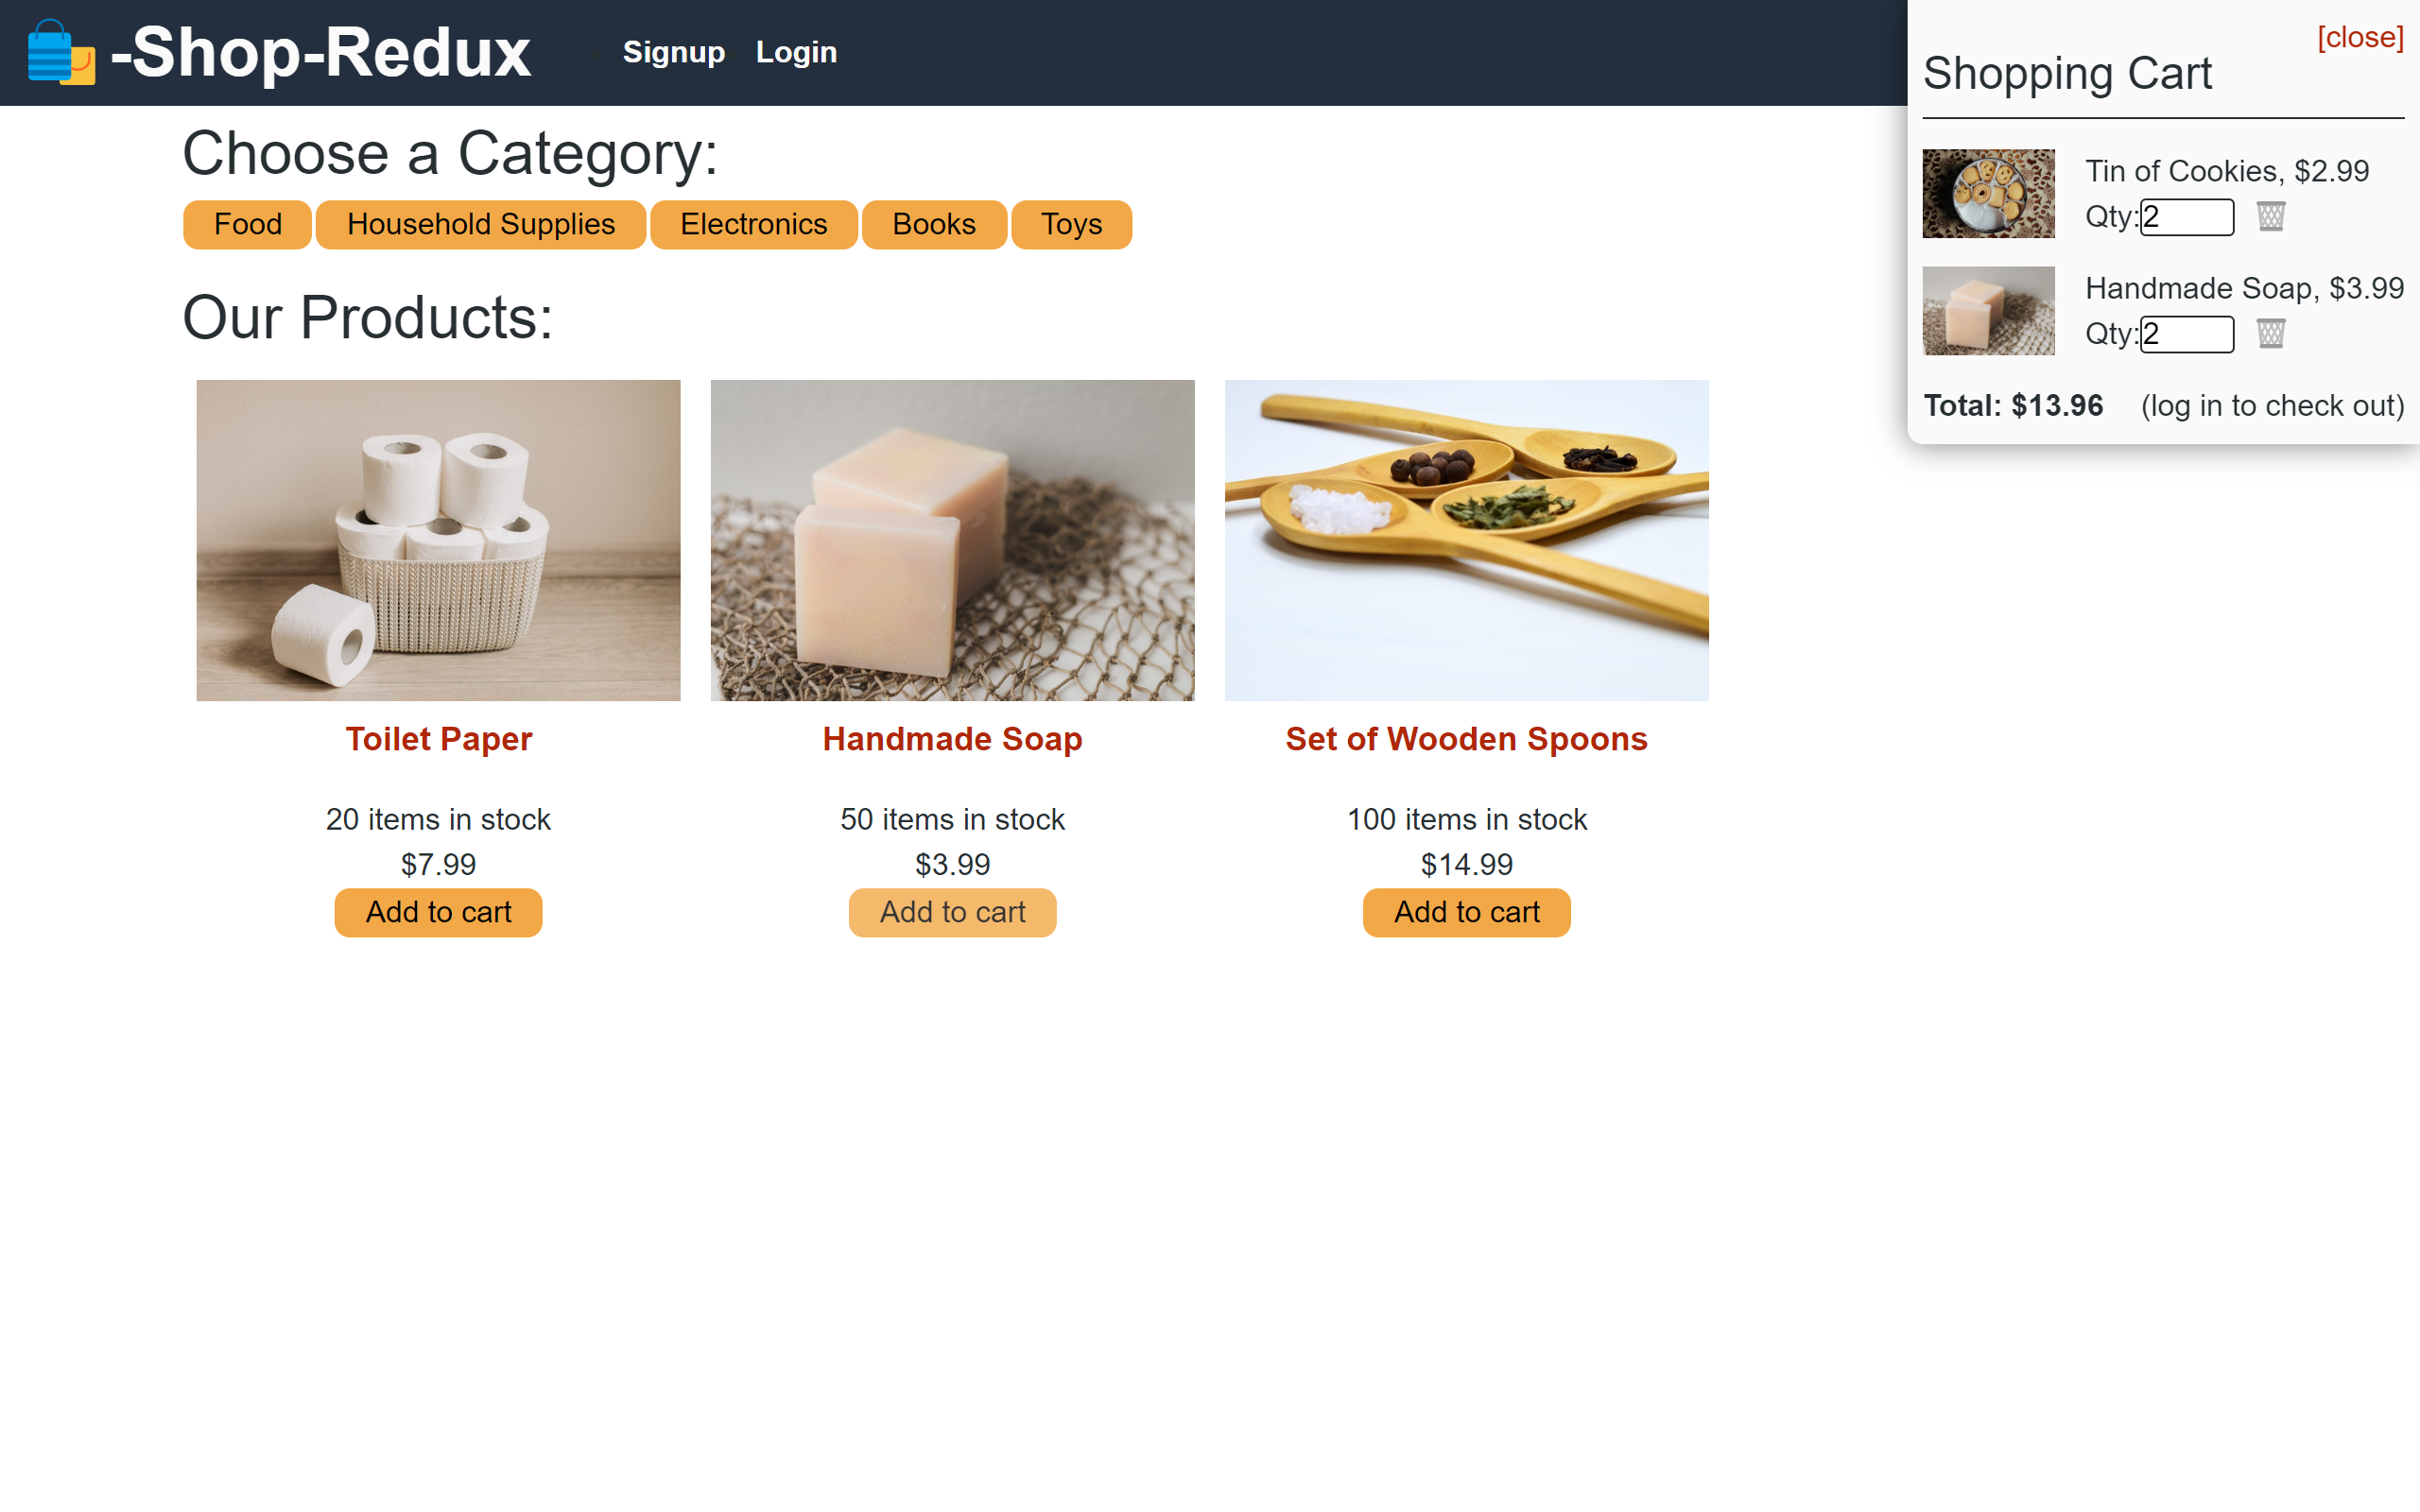 -Shop-Redux
Signup Login
Choose a Category:
Food Household Supplies Electronics Books Toys
Our Products:
Toilet Paper
20 items in stock
$7.99
Add to cart
Handmade Soap
50 items in stock
$3.99
Add to cart
Set of Wooden Spoons
100 items in stock
$14.99
Add to cart
[close]
Shopping Cart
Tin of Cookies, $2.99
Qty:2
Handmade Soap, $3.99
Qty:2
Total: $13.96 (log in to check out)